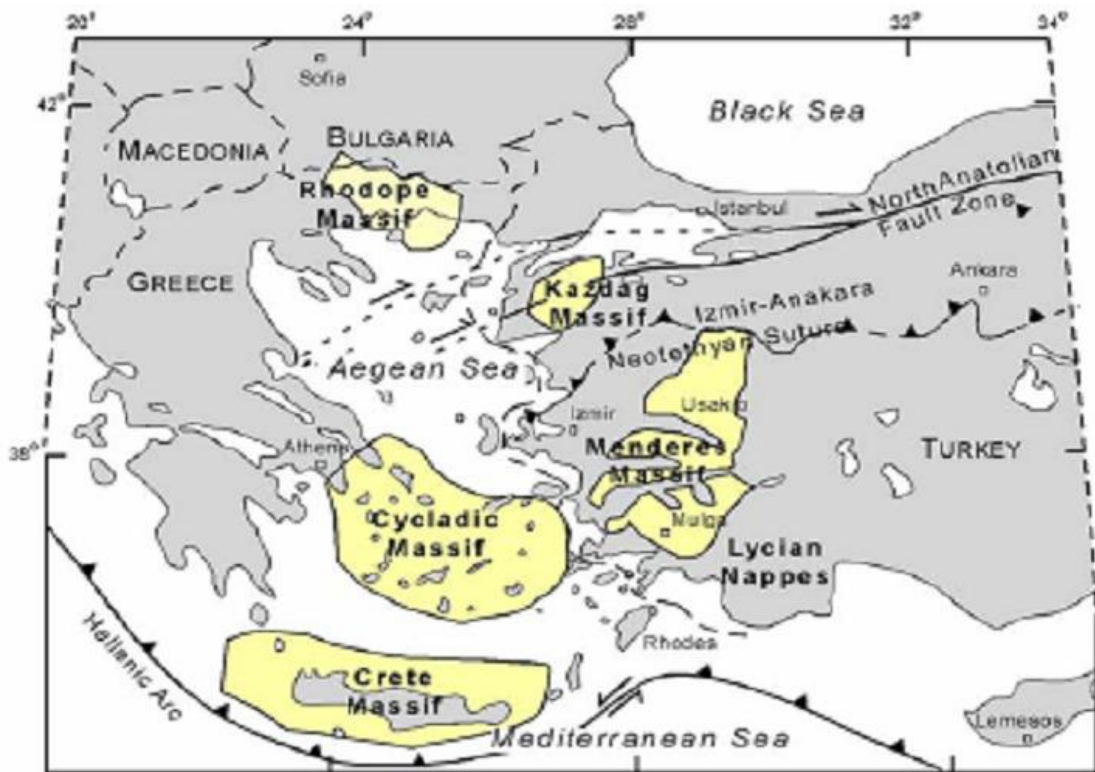 20°
24°
28°
32°
34°
42°
Sofia
Black Sea
BULGARIA
MACEDONIA
Rhodope
Massif
Istanbul
North Anatolian
Fault Zone
GREECE
Ankara
Kazdag
Massif
Izmir-Anakara
Neotethyan Suture
Aegean Sea
Izmir
Usak
38°
Athens
Menderes
Massif
TURKEY
Cycladic
Massif
Mulga
Lycian
Nappes
Rhodes
Hellenic Arc
Crete
Massif
Mediterranean Sea
Lemesos
24°
28°